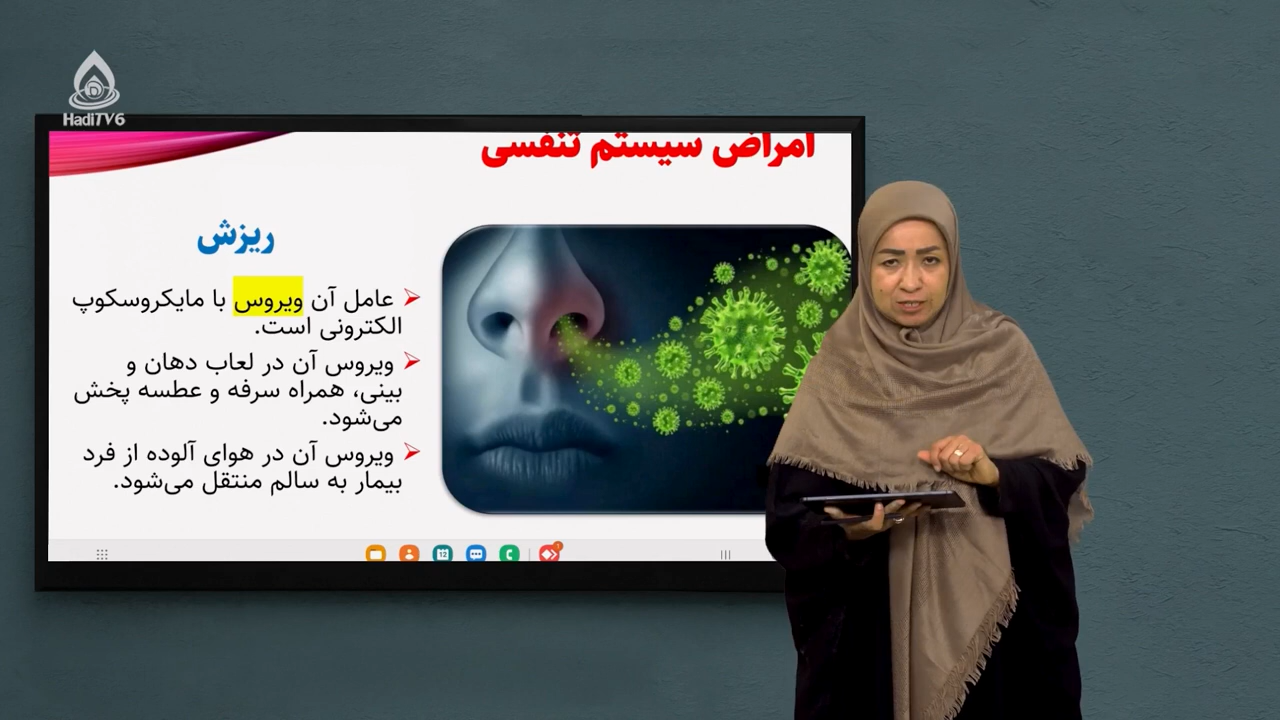 HadiTV6
امراض سیستم تنفسی
ریزش
عامل آن ویروس با مایکروسکوپ
الکترونی است.
ویروس آن در لعاب دهان و
بینی، همراه سرفه و عطسه پخش
می‌شود.
ویروس آن در هوای آلوده از فرد
بیمار به سالم منتقل می‌شود.
12